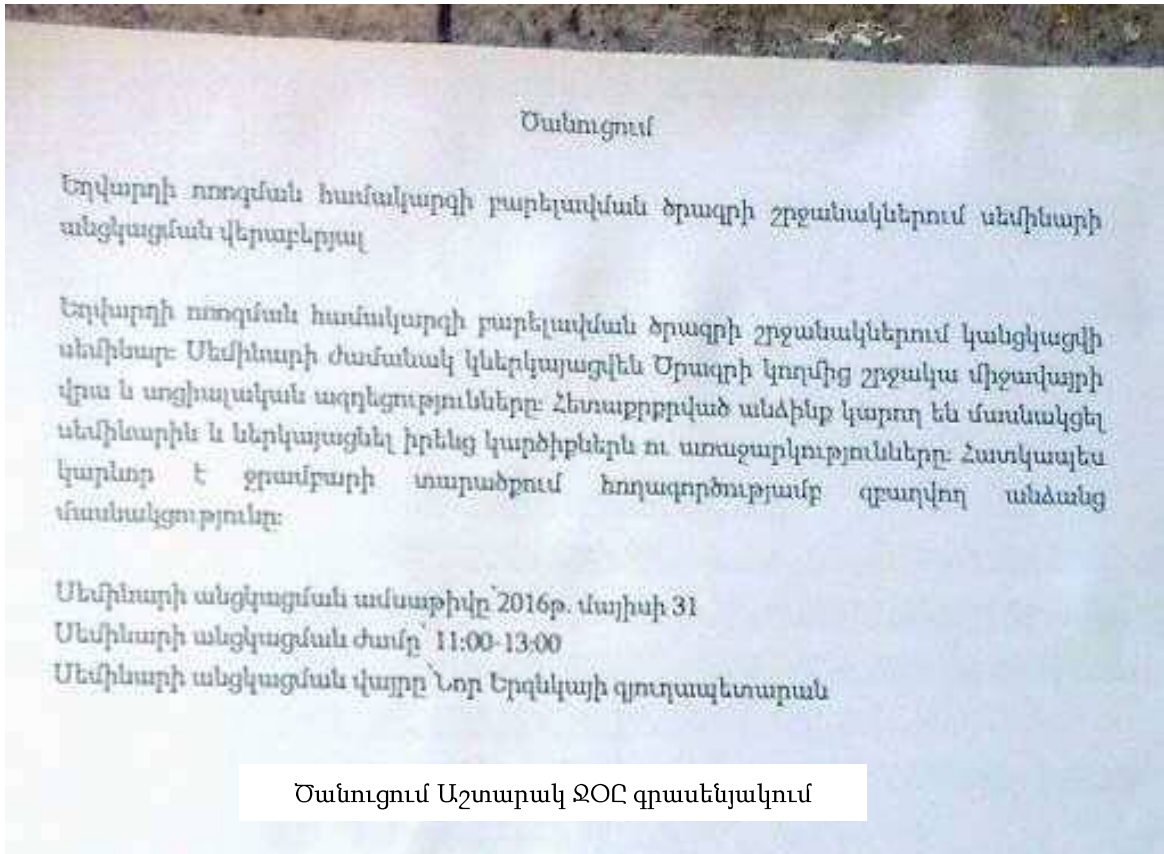 Ծանուցում
Եղվարդի ոռոգման համակարգի բարելավման ծրագրի շրջանակներում սեմինարի
անցկացման վերաբերյալ
Եղվարդի ոռոգման համակարգի բարելավման ծրագրի շրջանակներում կանցկացվի
սեմինար: Սեմինարի ժամանակ կներկայացվեն Ծրագրի կողմից շրջակա միջավայրի
վրա և սոցիալական ազդեցությունները: Հետաքրքրված անձինք կարող են մասնակցել
սեմինարին և ներկայացնել իրենց կարծիքներն ու առաջարկությունները: Հատկապես
կարևոր է ջրամբարի տարածքում հողագործությամբ զբաղվող անձանց
մասնակցությունը:
Սեմինարի անցկացման ամսաթիվը՝ 2016թ. մայիսի 31
Սեմինարի անցկացման ժամը՝ 11:00-13:00
Սեմինարի անցկացման վայրը՝ Նոր Երզնկայի գյուղապետարան
Ծանուցում Աշտարակ ՋՕԸ գրասենյակում